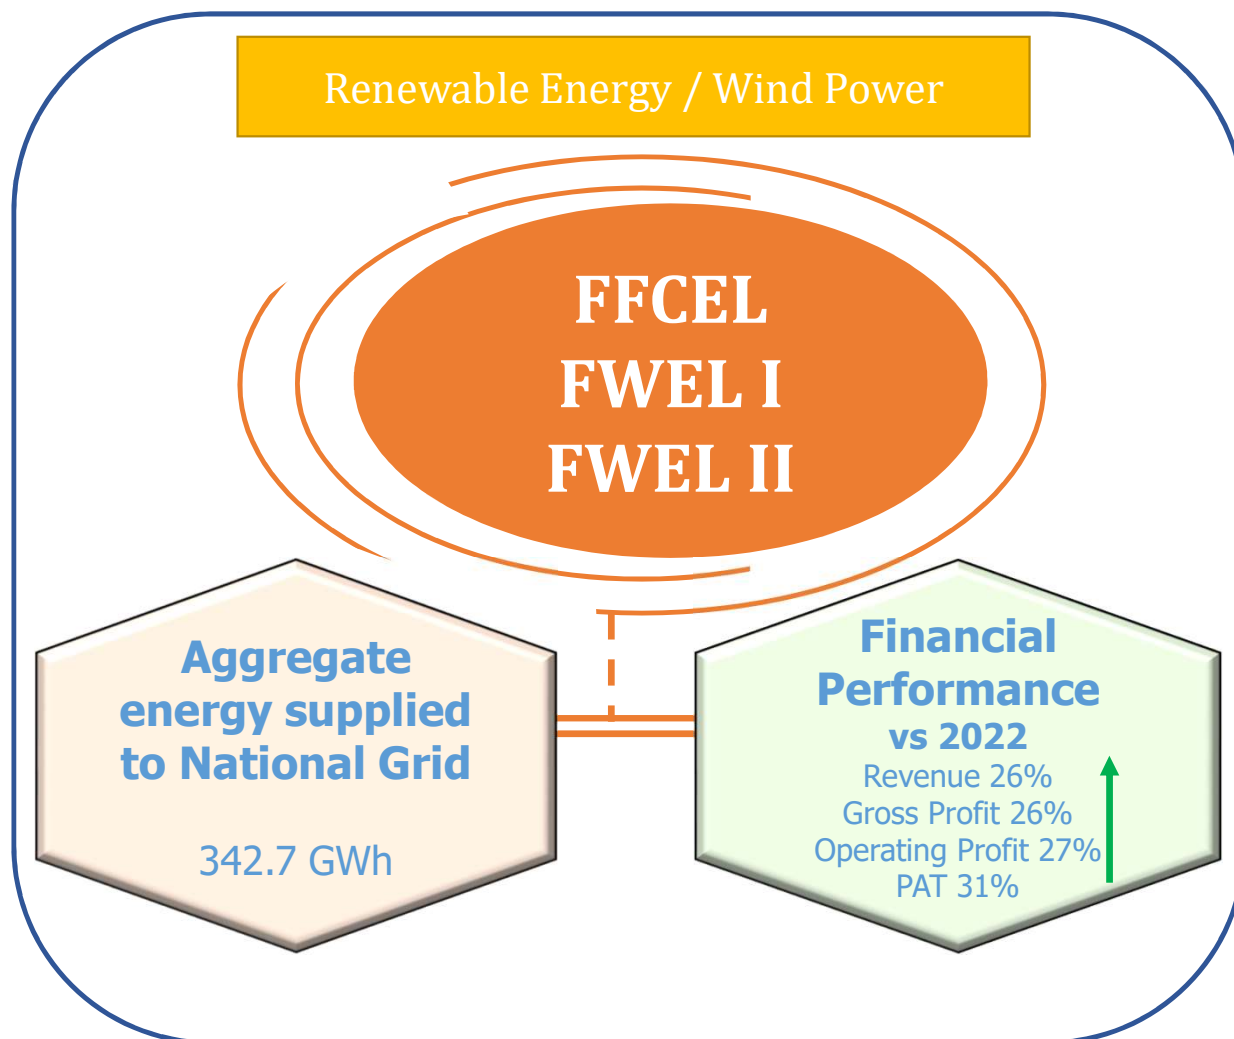 Renewable Energy / Wind Power
FFCEL
FWEL I
FWEL II
Aggregate
energy supplied
to National Grid
342.7 GWh
Financial
Performance
vs 2022
Revenue 26%
Gross Profit 26%
Operating Profit 27%
PAT 31%